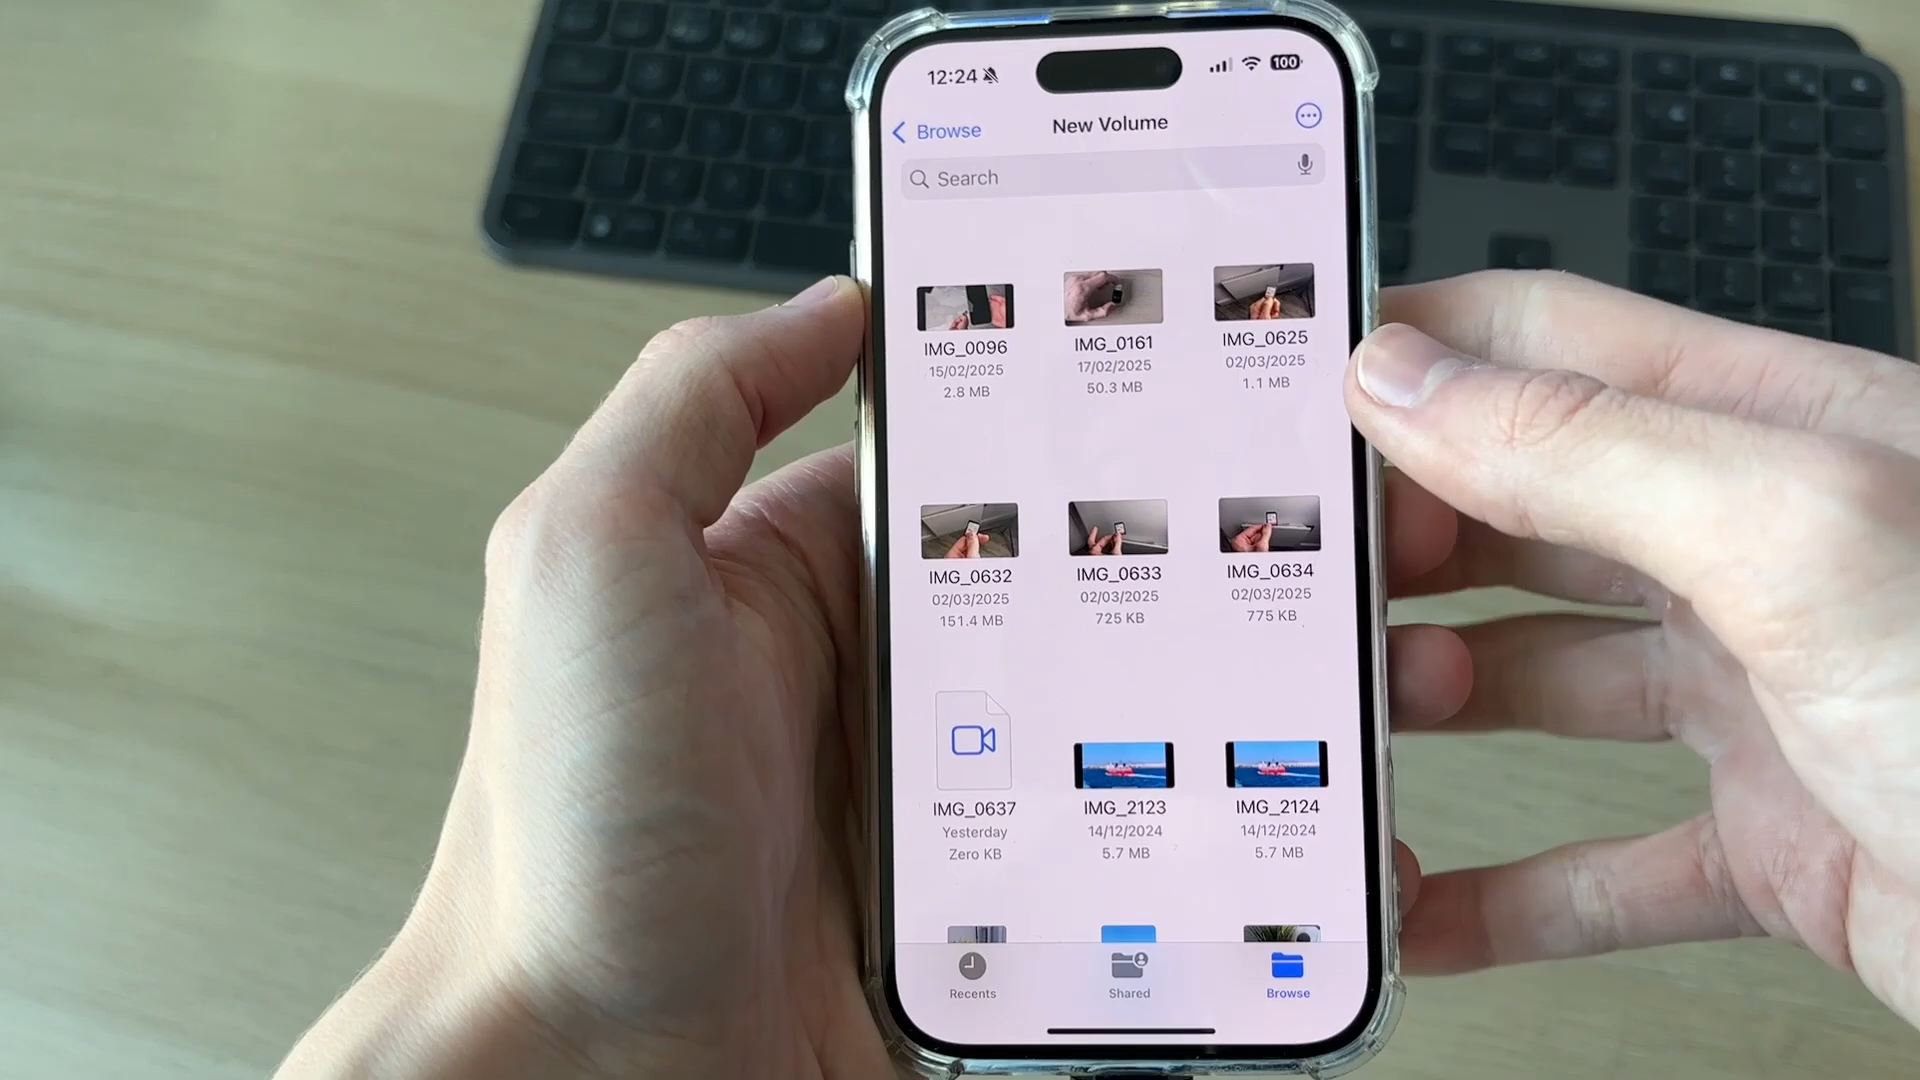 12:24
100
Browse
New Volume
Search
IMG_0096
15/02/2025
2.8 MB
IMG_0161
17/02/2025
50.3 MB
IMG_0625
02/03/2025
1.1 MB
IMG_0632
02/03/2025
151.4 MB
IMG_0633
02/03/2025
725 KB
IMG_0634
02/03/2025
775 KB
IMG_0637
Yesterday
Zero KB
IMG_2123
14/12/2024
5.7 MB
IMG_2124
14/12/2024
5.7 MB
Recents
Shared
Browse